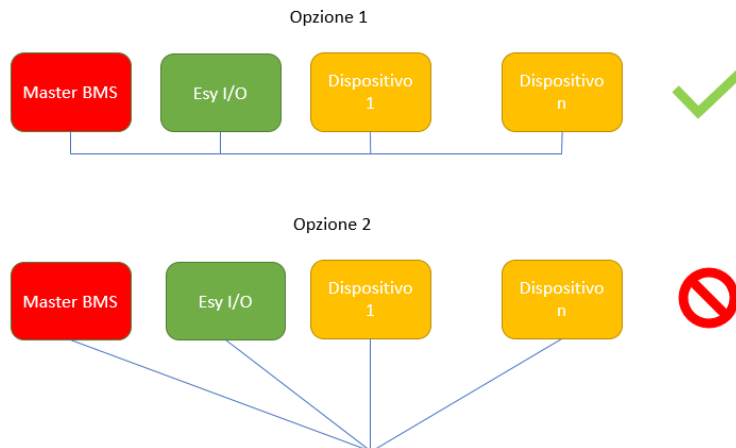 Opzione 1
Master BMS
Esy I/O
Dispositivo
1
Dispositivo
n
Opzione 2
Master BMS
Esy I/O
Dispositivo
1
Dispositivo
n